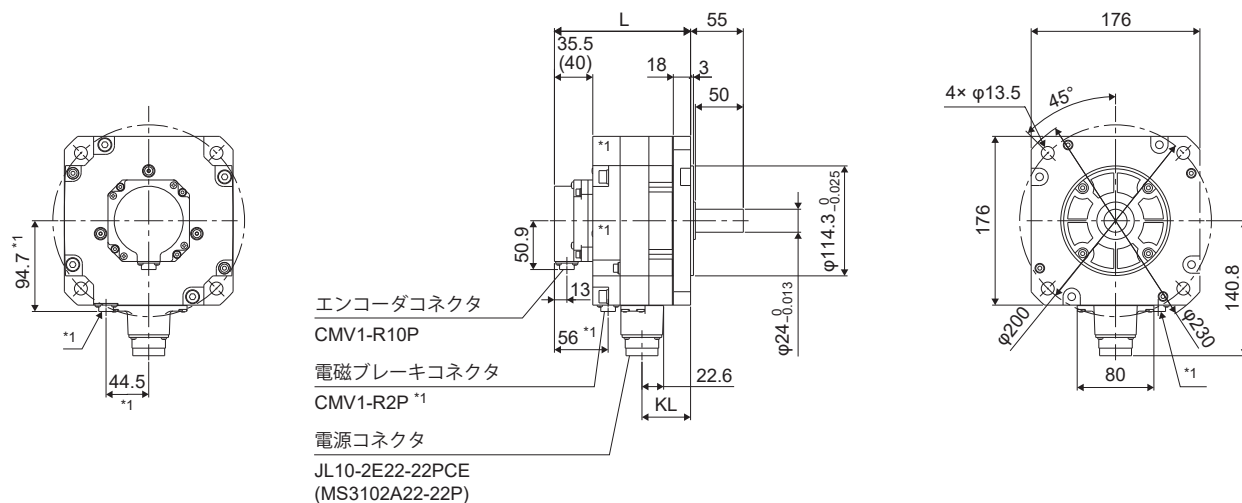 94.7 *1
*1
44.5
*1
L
55
35.5
(40)
18
3
50
*1
*1
50.9
13
56 *1
φ114.3 0 -0.025
φ24 0 -0.013
22.6
KL
エンコーダコネクタ
CMV1-R10P
電磁ブレーキコネクタ
CMV1-R2P *1
電源コネクタ
JL10-2E22-22PCE
(MS3102A22-22P)
176
4× φ13.5
45°
176
140.8
φ200
φ230
80
*1